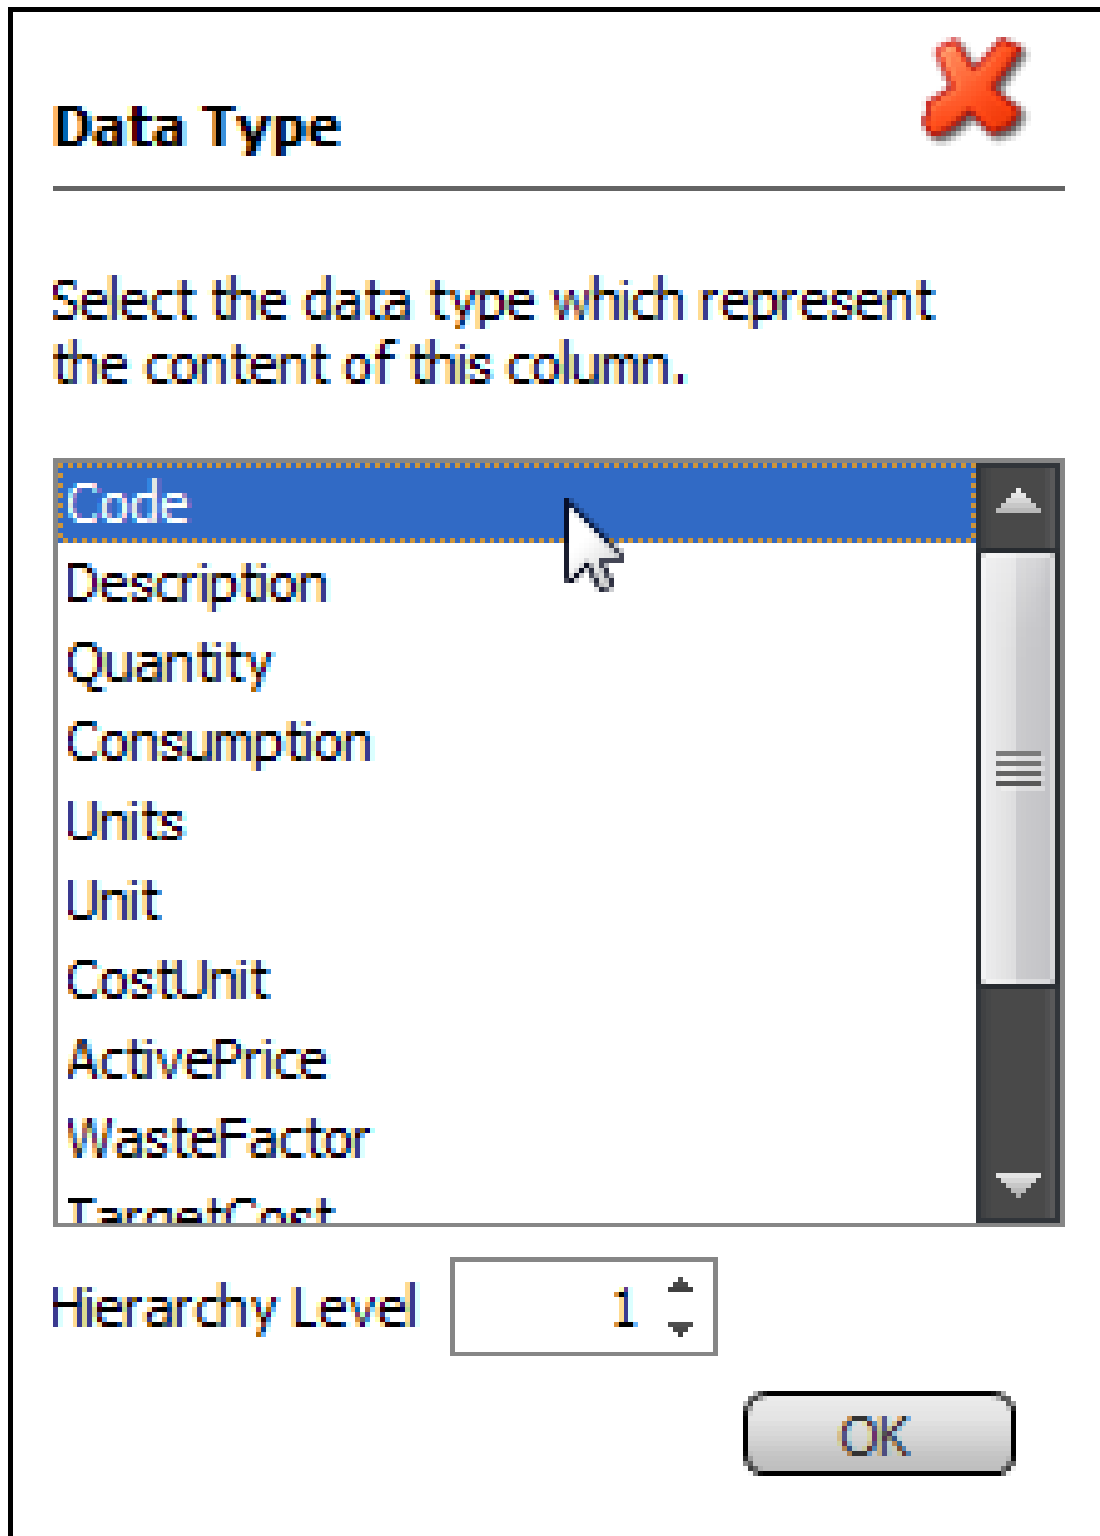 Data Type
Select the data type which represent
the content of this column.
Code
Description
Quantity
Consumption
Units
Unit
CostUnit
ActivePrice
WasteFactor
TargetCost
Hierarchy Level 1
OK